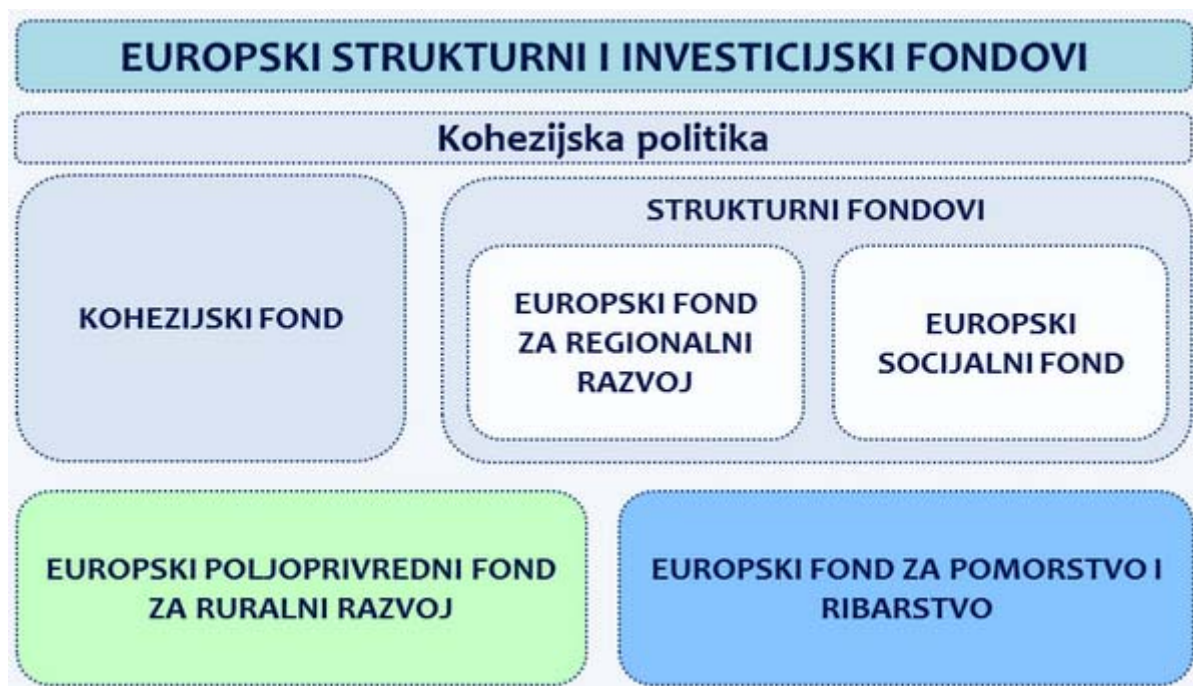 EUROPSKI STRUKTURNI I INVESTICIJSKI FONDOVI
Kohezijska politika
KOHEZIJSKI FOND
STRUKTURNI FONDOVI
EUROPSKI FOND
ZA REGIONALNI
RAZVOJ
EUROPSKI
SOCIJALNI FOND
EUROPSKI POLJOPRIVREDNI FOND
ZA RURALNI RAZVOJ
EUROPSKI FOND ZA POMORSTVO I
RIBARSTVO